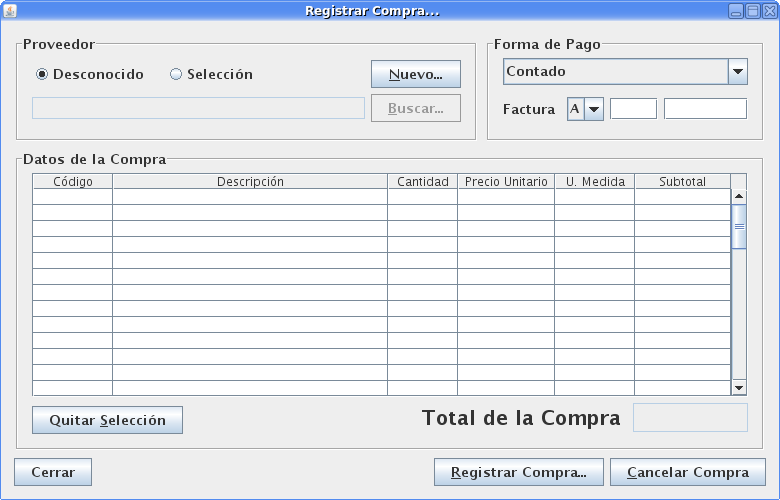 Registrar Compra...
Proveedor
Forma de Pago
Desconocido Selección Nuevo...
Contado
Buscar...
Factura A
Datos de la Compra
Código Descripción Cantidad Precio Unitario U. Medida Subtotal
Quitar Selección Total de la Compra
Cerrar Registrar Compra... Cancelar Compra